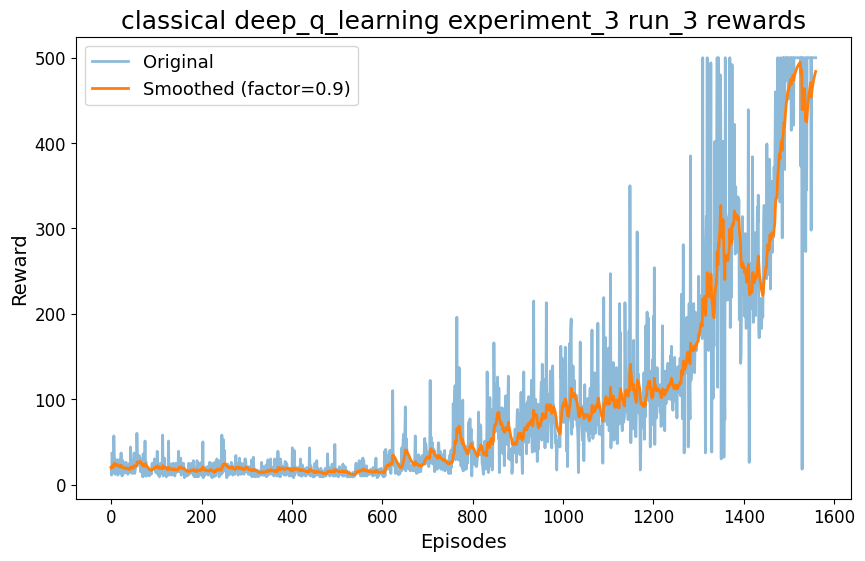 classical deep_q_learning experiment_3 run_3 rewards
Original
Smoothed (factor=0.9)
Reward
500
400
300
200
100
0
0 200 400 600 800 1000 1200 1400 1600
Episodes